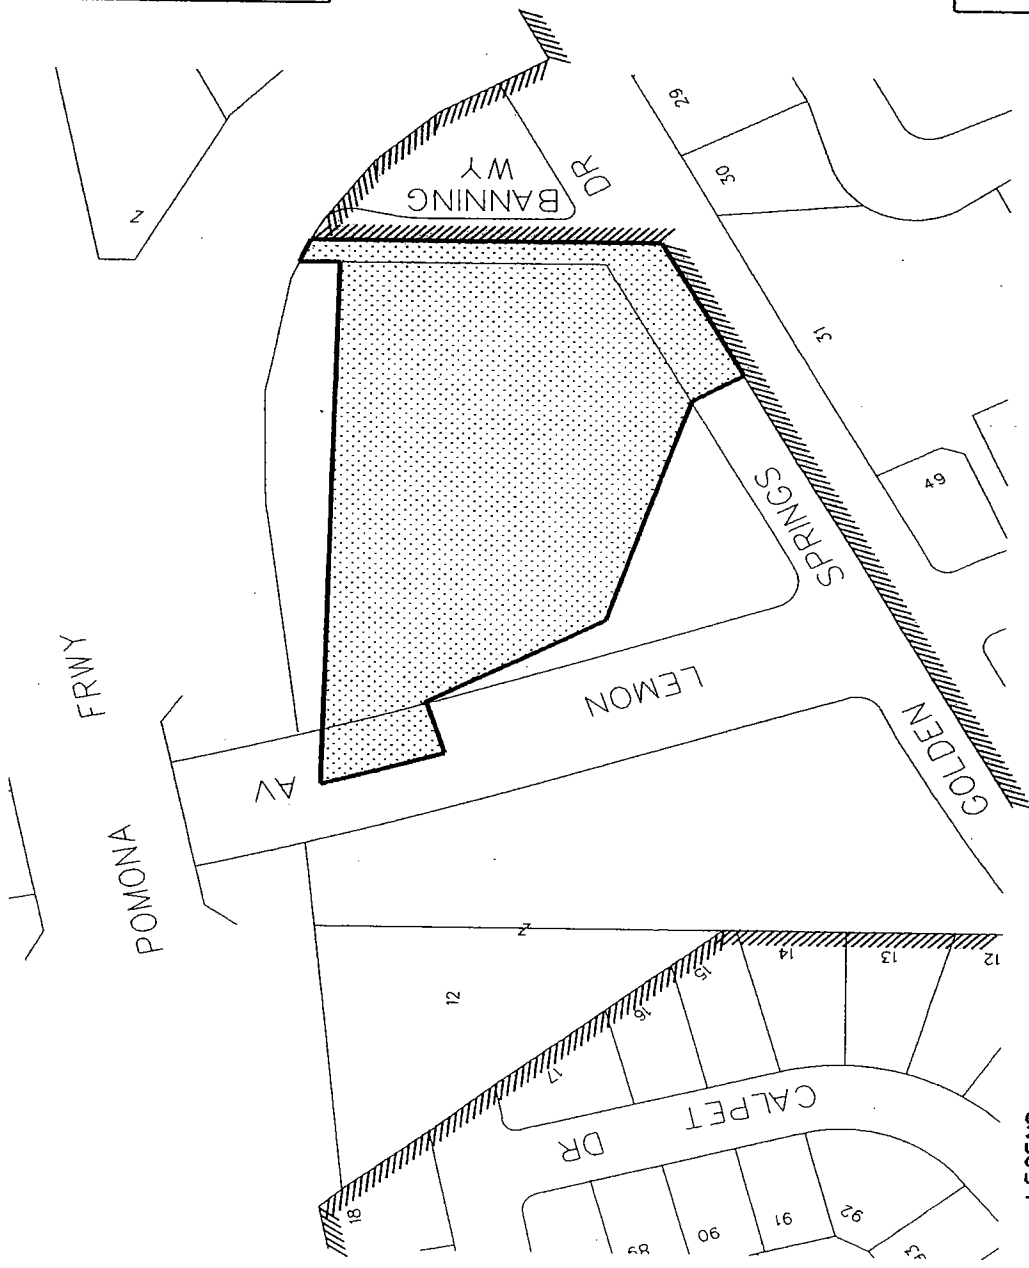 29
30
31
49
Z
BANNING
WY
DR
SPRINGS
GOLDEN
LEMON
AV
POMONA
FRWY
Z
12
18
17
16
15
14
13
12
CALPET
DR
90
91
92